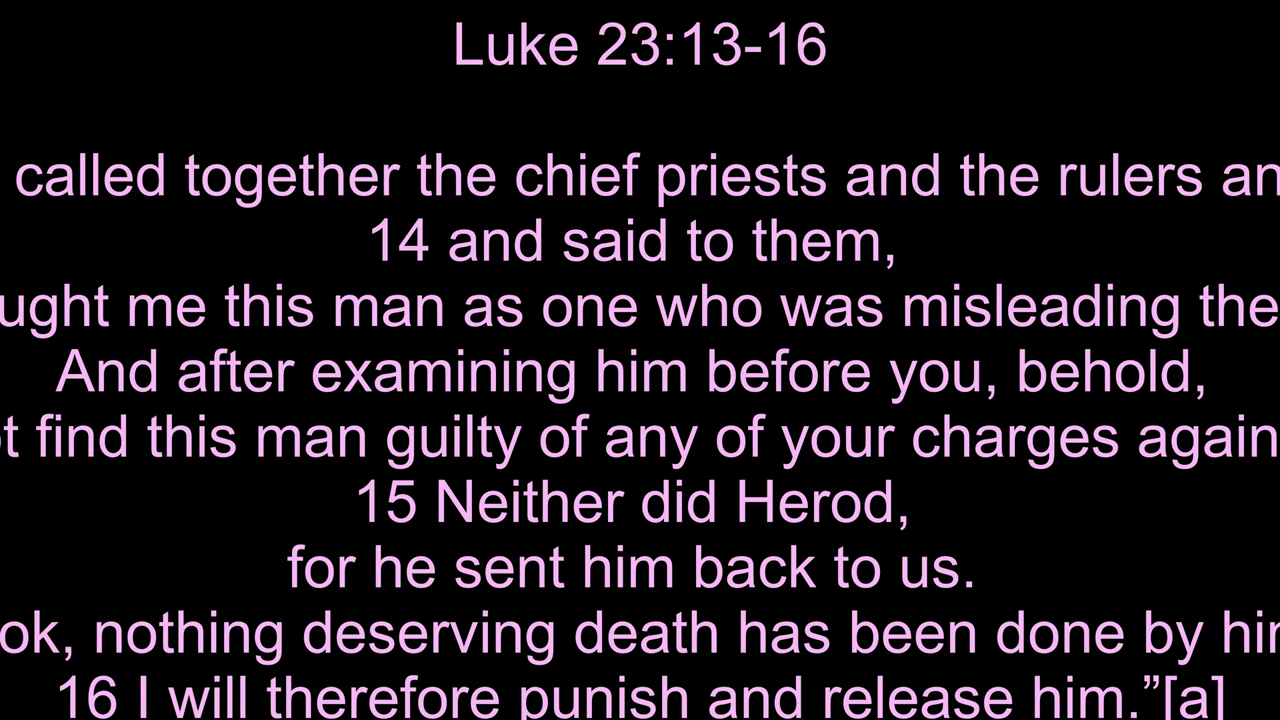 Luke 23:13-16
called together the chief priests and the rulers an
14 and said to them,
ught me this man as one who was misleading the
And after examining him before you, behold,
t find this man guilty of any of your charges again
15 Neither did Herod,
for he sent him back to us.
ok, nothing deserving death has been done by him
16 I will therefore punish and release him.”[a]